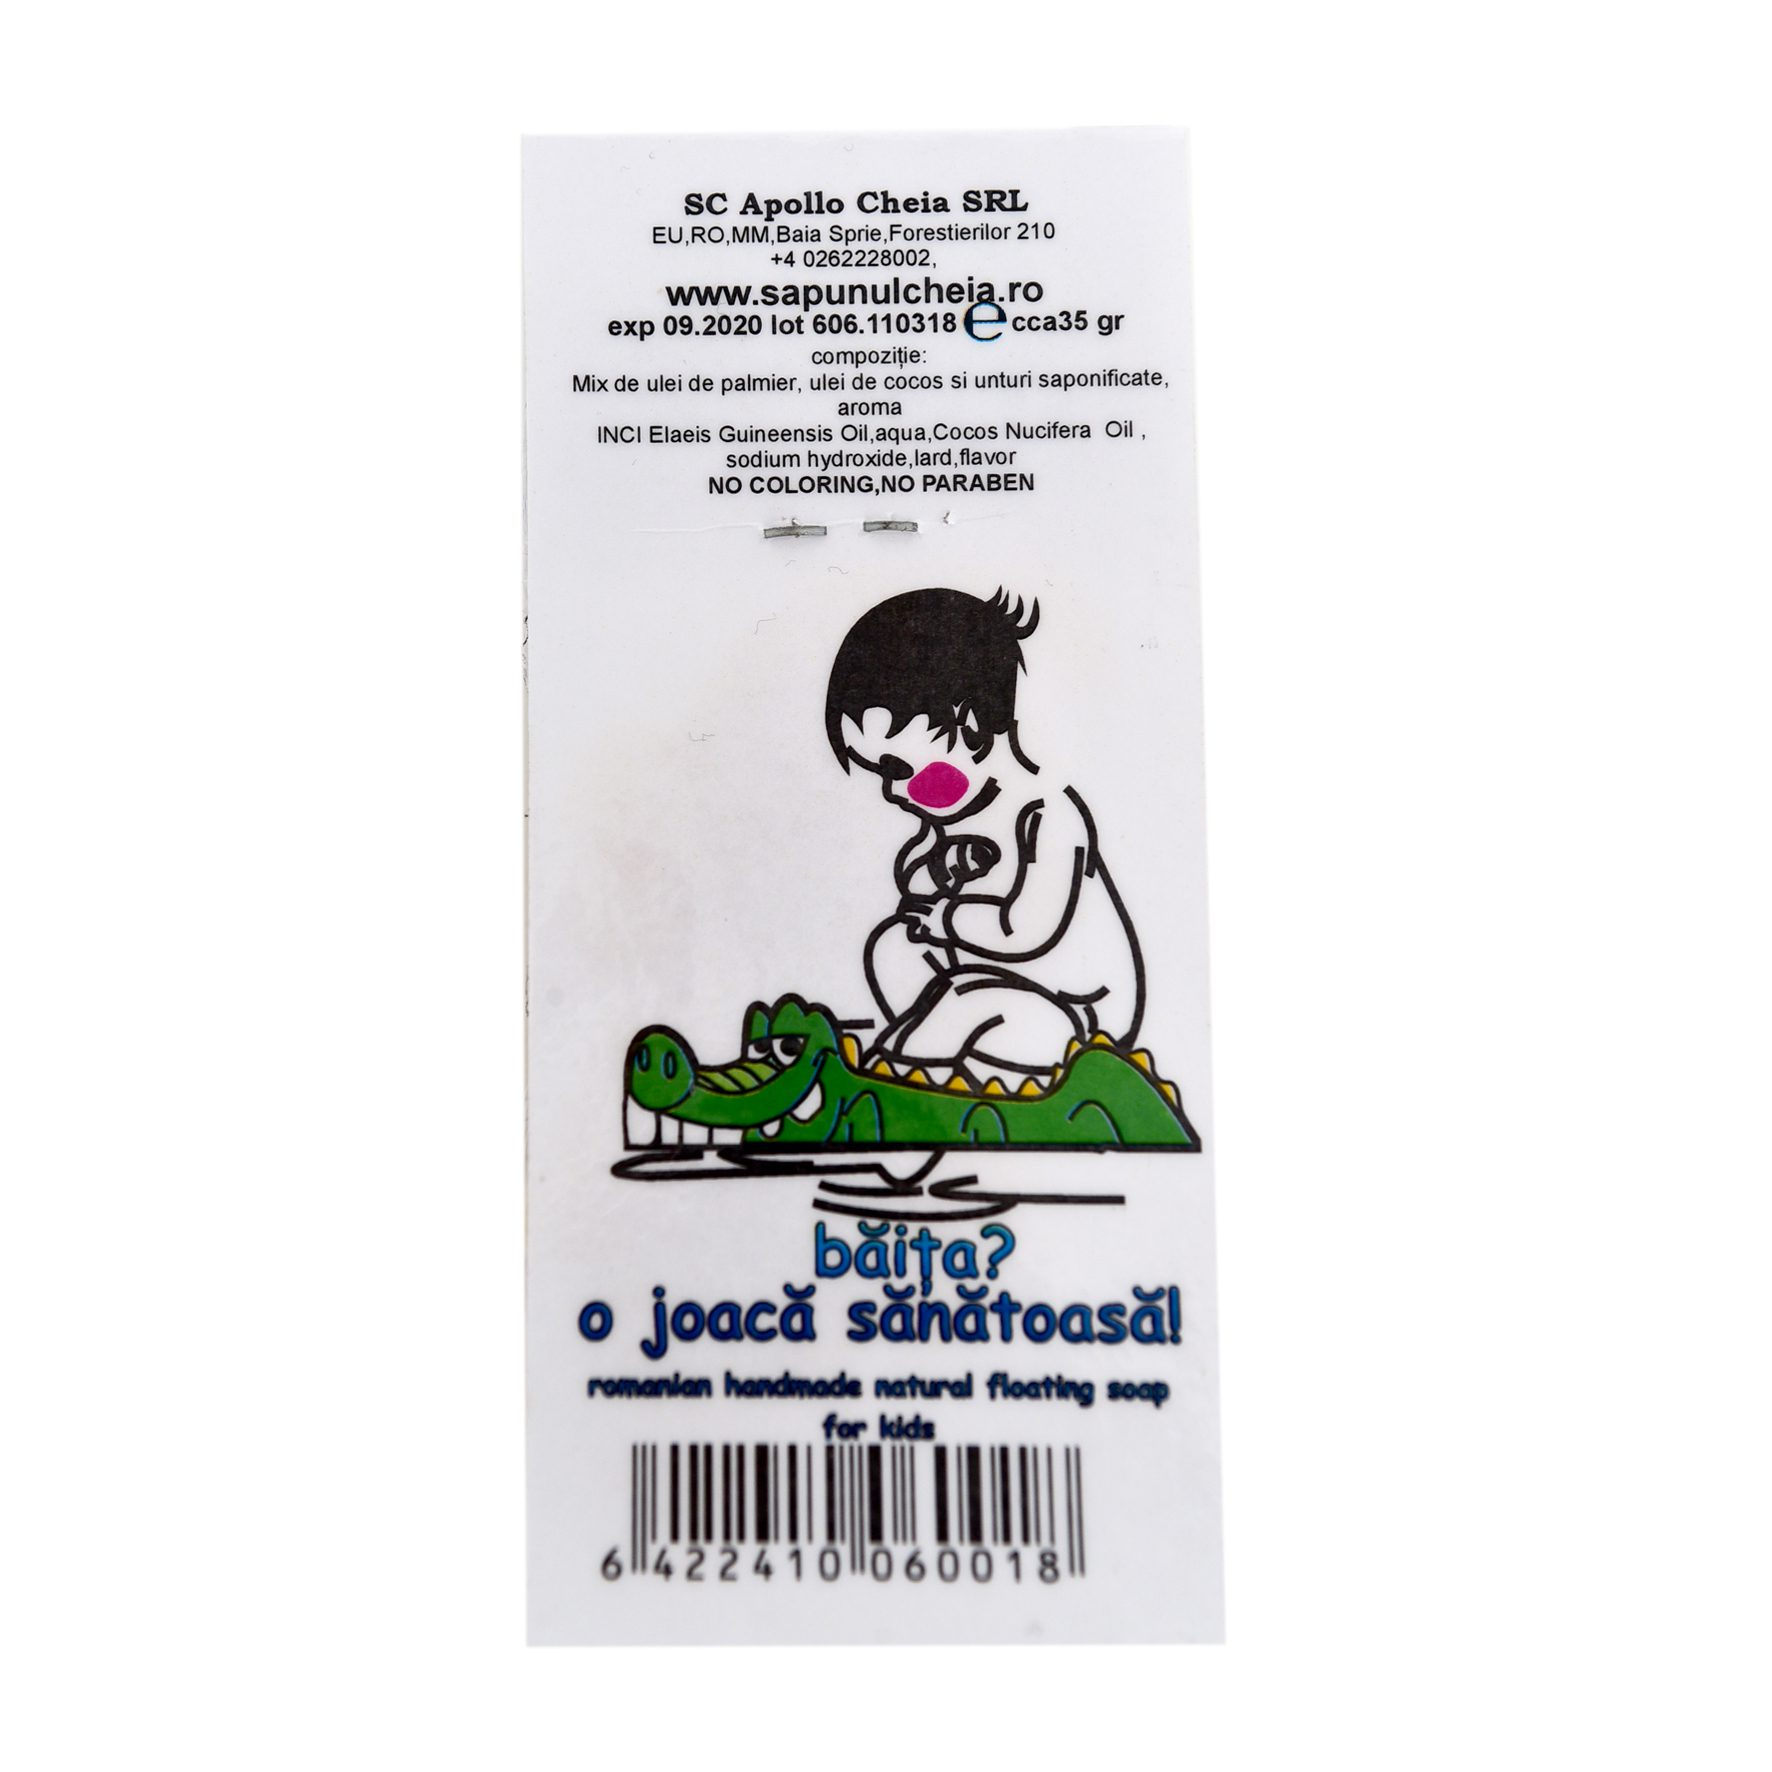 SC Apollo Cheia SRL
EU,RO,MM,Baia Sprie,Forestierilor 210
+4 0262228002,
www.sapunulcheia.ro
exp 09.2020 lot 606.110318 e cca35 gr
compoziție:
Mix de ulei de palmier, ulei de cocos si unturi saponificate,
aroma
INCI Elaeis Guineensis Oil,aqua,Cocos Nucifera  Oil ,
sodium hydroxide,lard,flavor
NO COLORING,NO PARABEN
băița?
o joacă sănătoasă!
romanian handmade natural floating soap
for kids
6 422410 060018